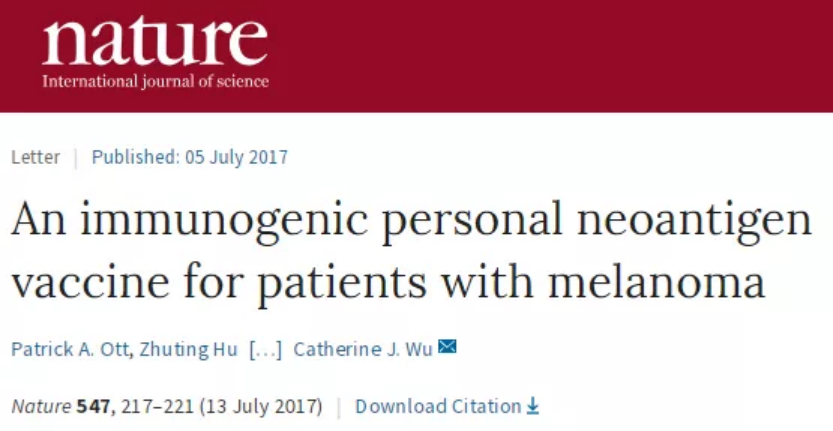 nature
International journal of science
Letter | Published: 05 July 2017
An immunogenic personal neoantigen
vaccine for patients with melanoma
Patrick A. Ott, Zhuting Hu [...] Catherine J. Wu
Nature 547, 217–221 (13 July 2017) | Download Citation